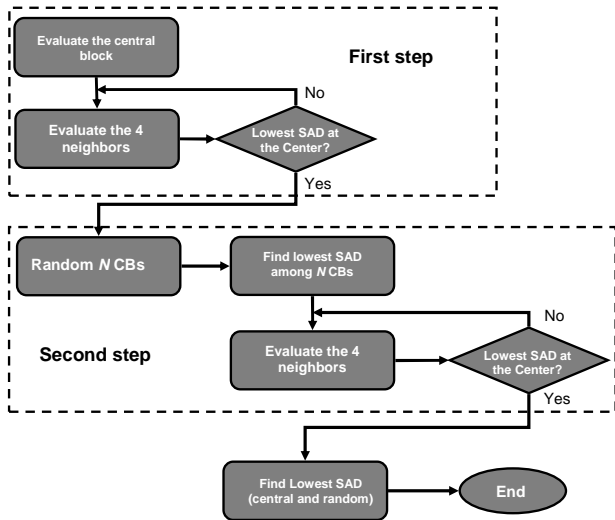 Evaluate the central
block
First step
No
Evaluate the 4
neighbors
Lowest SAD at
the Center?
Yes
Random N CBs
Find lowest SAD
among N CBs
No
Second step
Evaluate the 4
neighbors
Lowest SAD at
the Center?
Yes
Find Lowest SAD
(central and random)
End